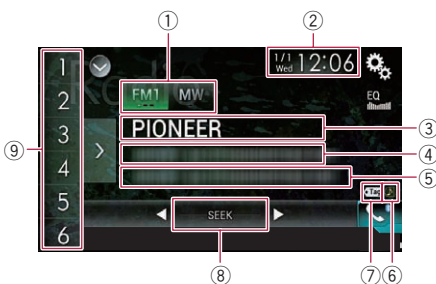 ① ②
1 1/1 Wed 12:06
Radio
2 FM1 MW EQ
3 PIONEER ③
④
⑨ 4
⑤
5
SEEK
6
⑧ ⑦ ⑥